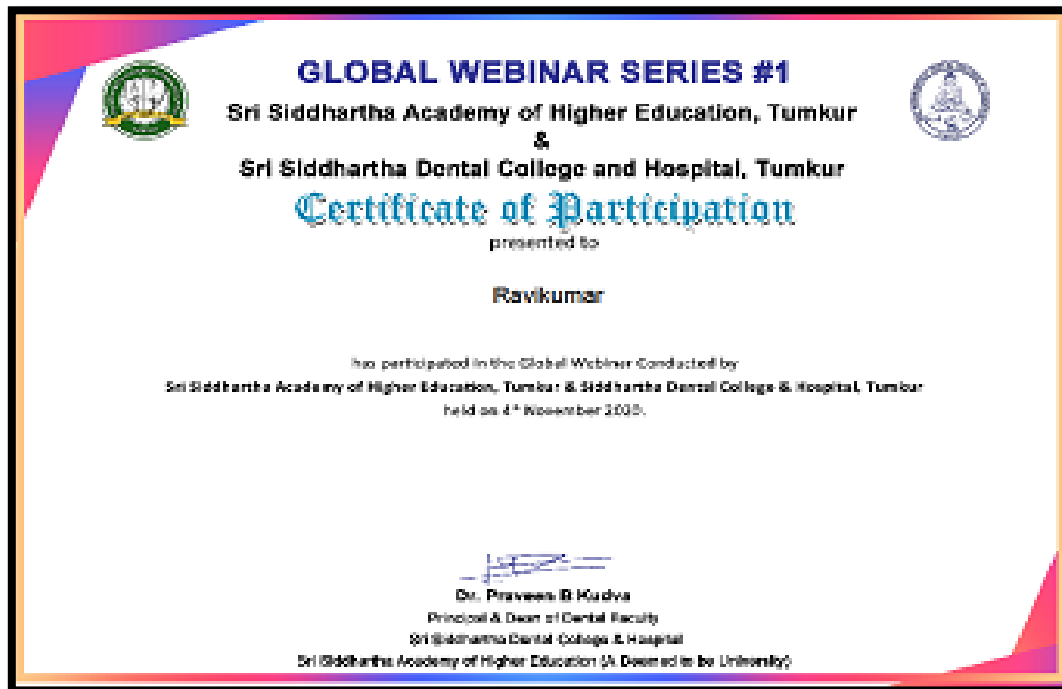 GLOBAL WEBINAR SERIES #1
Sri Siddhartha Academy of Higher Education, Tumkur
&
Sri Siddhartha Dental College and Hospital, Tumkur
Certificate of Participation
presented to
Ravikumar
has participated in the Global Webinar Conducted by
Sri Siddhartha Academy of Higher Education, Tumkur & Siddhartha Dental College & Hospital, Tumkur
held on 4th November 2020.
Dr. Praveen B Kudva
Principal & Dean of Dental Faculty
Sri Siddhartha Dental College & Hospital
Sri Siddhartha Academy of Higher Education (A Deemed to be University)